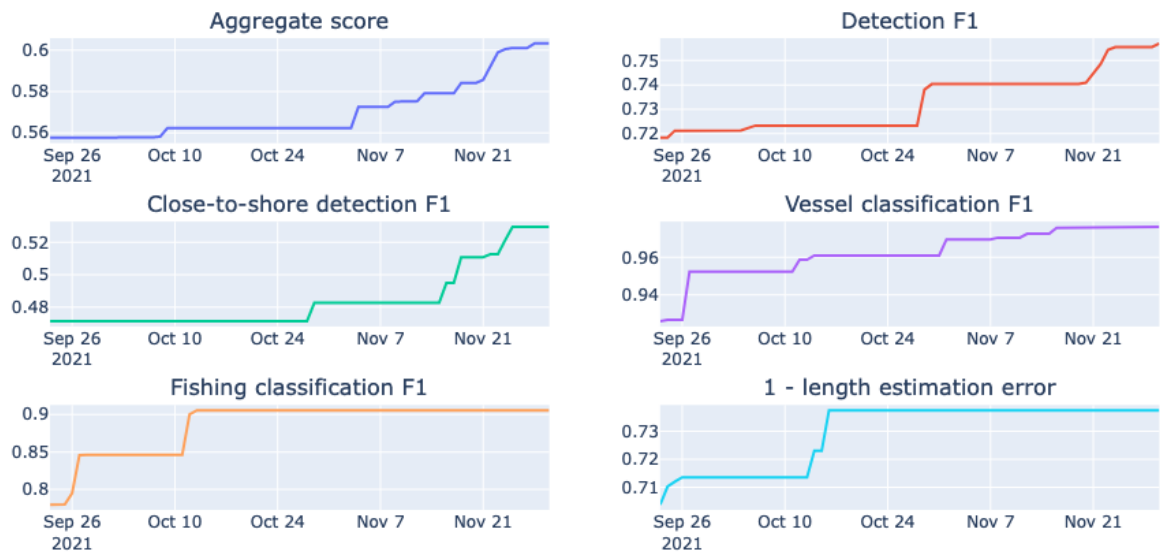 Aggregate score
0.6
0.58
0.56
Sep 26
2021
Oct 10
Oct 24
Nov 7
Nov 21
Detection F1
0.75
0.74
0.73
0.72
Sep 26
2021
Oct 10
Oct 24
Nov 7
Nov 21
Close-to-shore detection F1
0.52
0.5
0.48
Sep 26
2021
Oct 10
Oct 24
Nov 7
Nov 21
Vessel classification F1
0.96
0.94
Sep 26
2021
Oct 10
Oct 24
Nov 7
Nov 21
Fishing classification F1
0.9
0.85
0.8
Sep 26
2021
Oct 10
Oct 24
Nov 7
Nov 21
1 - length estimation error
0.73
0.72
0.71
Sep 26
2021
Oct 10
Oct 24
Nov 7
Nov 21